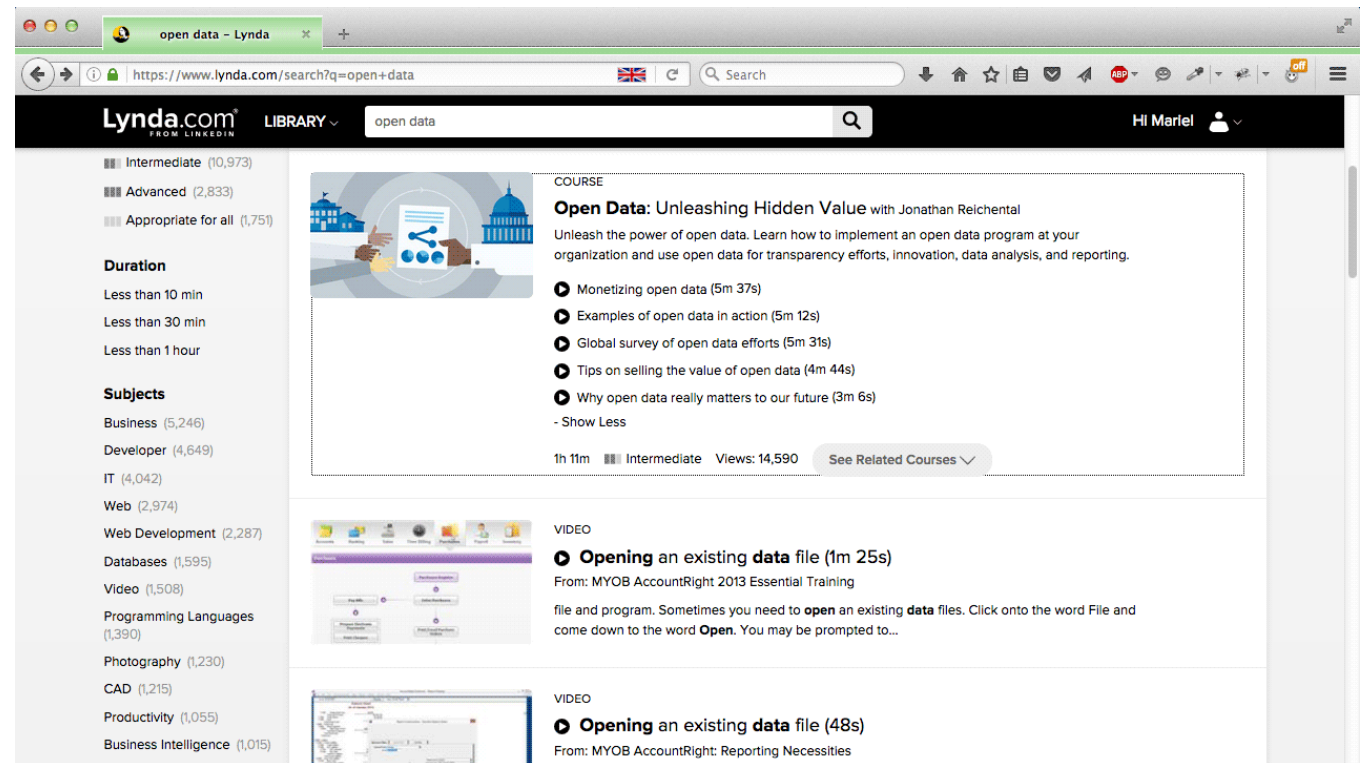 open data – Lynda
https://www.lynda.com/search?q=open+data
Search
ABP
off
Lynda.com
FROM LINKEDIN
LIBRARY
open data
Hi Mariel
Intermediate (10,973)
Advanced (2,833)
Appropriate for all (1,751)
Duration
Less than 10 min
Less than 30 min
Less than 1 hour
Subjects
Business (5,246)
Developer (4,649)
IT (4,042)
Web (2,974)
Web Development (2,287)
Databases (1,595)
Video (1,508)
Programming Languages
(1,390)
Photography (1,230)
CAD (1,215)
Productivity (1,055)
Business Intelligence (1,015)
COURSE
Open Data: Unleashing Hidden Value with Jonathan Reichental
Unleash the power of open data. Learn how to implement an open data program at your
organization and use open data for transparency efforts, innovation, data analysis, and reporting.
Monetizing open data (5m 37s)
Examples of open data in action (5m 12s)
Global survey of open data efforts (5m 31s)
Tips on selling the value of open data (4m 44s)
Why open data really matters to our future (3m 6s)
- Show Less
1h 11m Intermediate Views: 14,590 See Related Courses
VIDEO
Opening an existing data file (1m 25s)
From: MYOB AccountRight 2013 Essential Training
file and program. Sometimes you need to open an existing data files. Click onto the word File and
come down to the word Open. You may be prompted to...
VIDEO
Opening an existing data file (48s)
From: MYOB AccountRight: Reporting Necessities